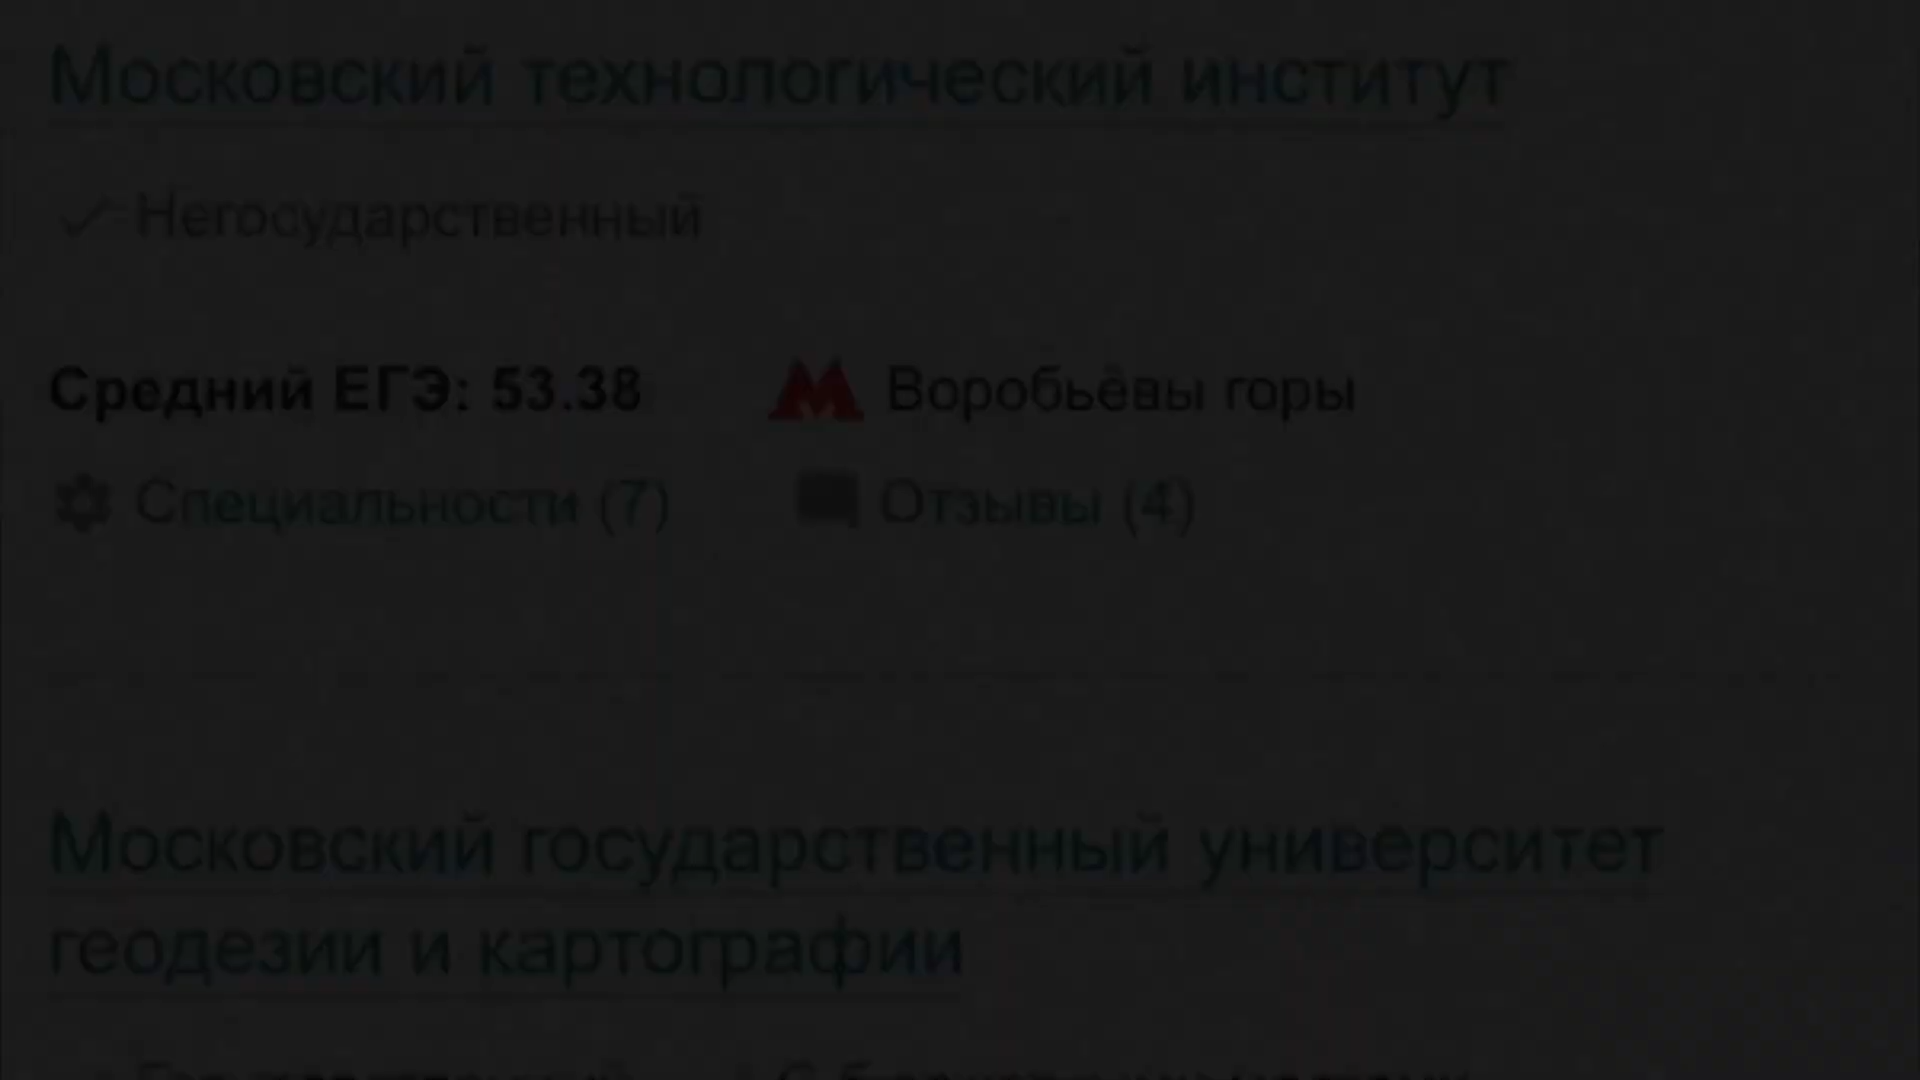 Московский технологический институт
Негосударственный
Средний ЕГЭ: 53.38 Воробьёвы горы
Специальности (7) Отзывы (4)
Московский государственный университет
геодезии и картографии